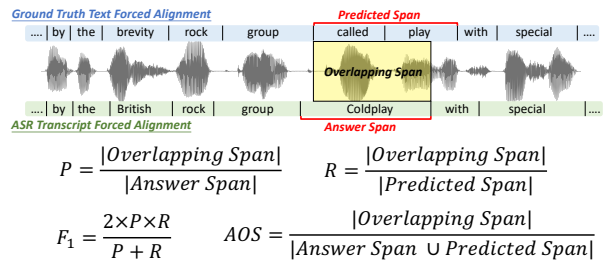 Ground Truth Text Forced Alignment
Predicted Span
.... by the brevity rock group called play with special ....
Overlapping Span
.... by the British rock group Coldplay with special ....
ASR Transcript Forced Alignment
Answer Span
P = |Overlapping Span| / |Answer Span|
R = |Overlapping Span| / |Predicted Span|
F₁ = 2×P×R / P + R
AOS = |Overlapping Span| / |Answer Span ∪ Predicted Span|